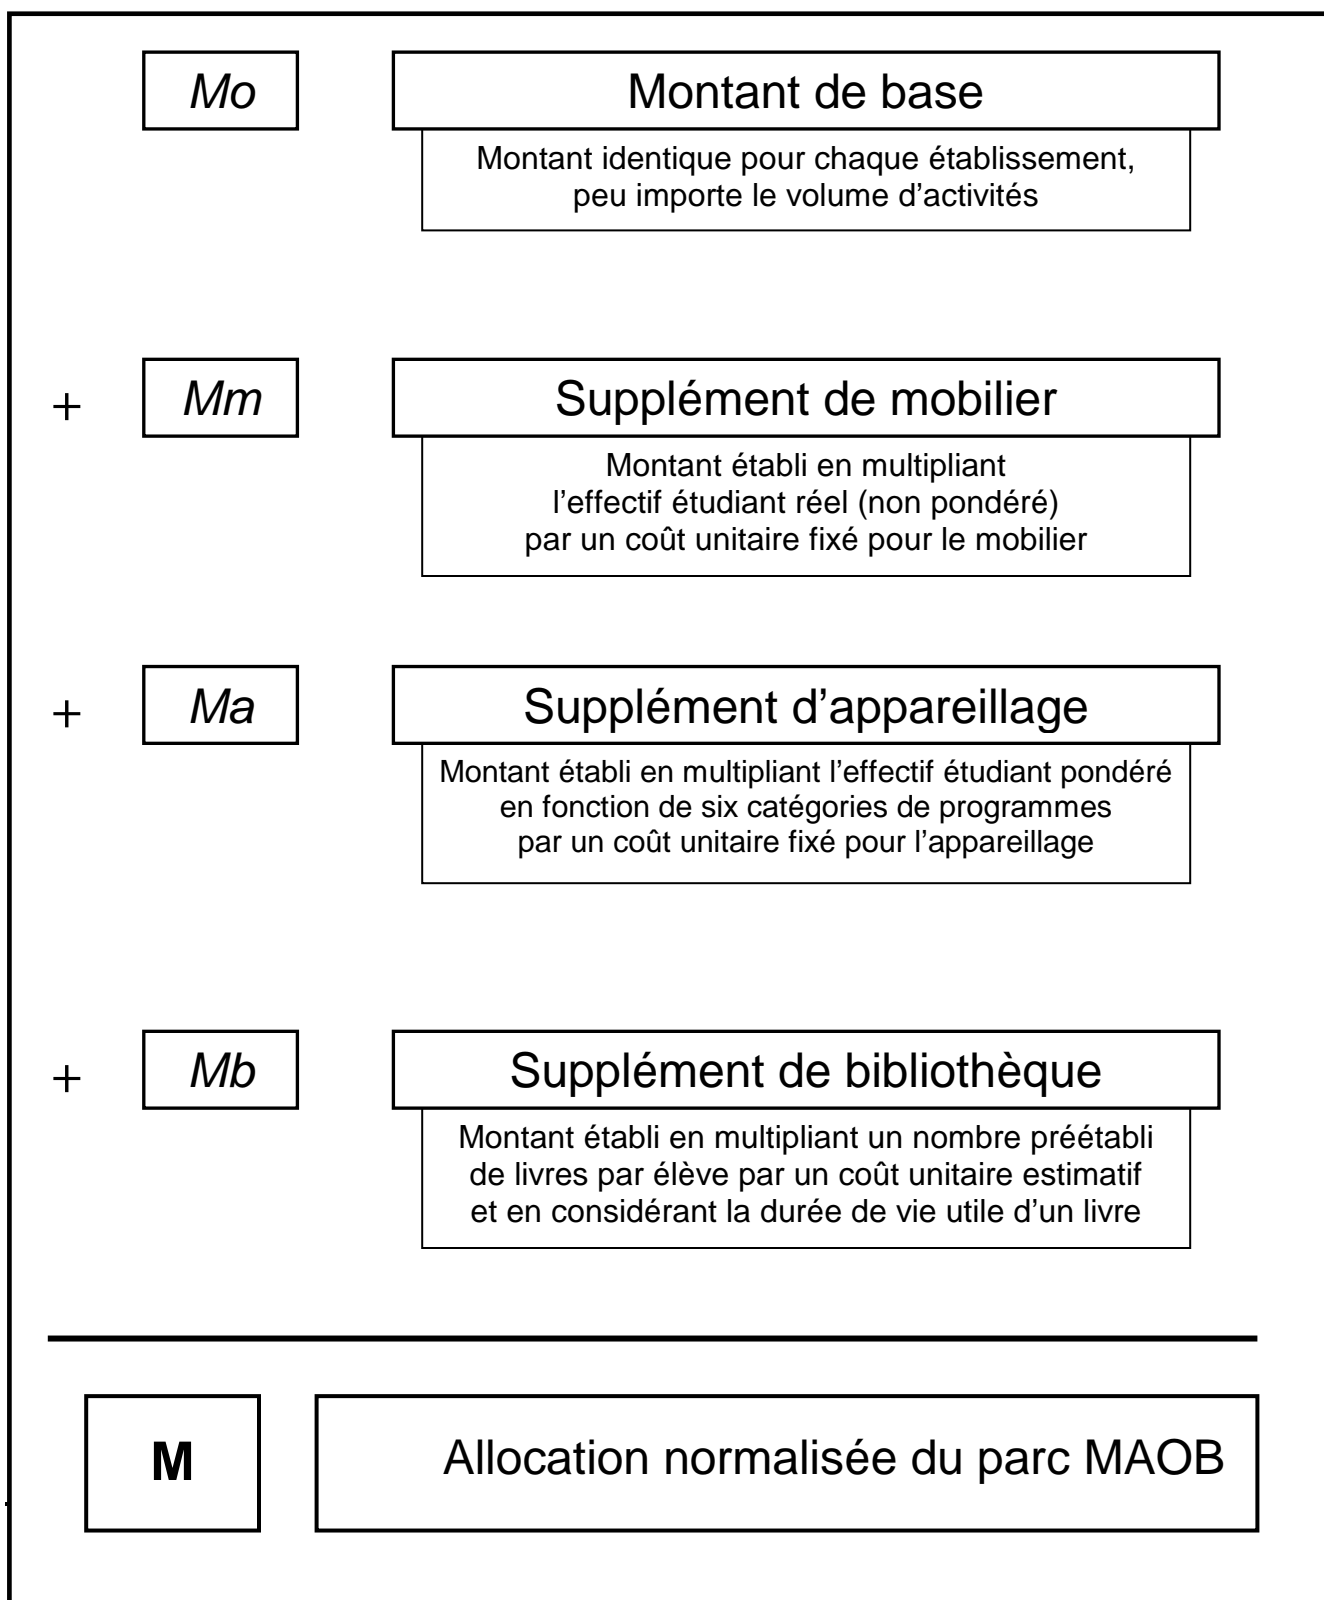 Mo Montant de base
Montant identique pour chaque établissement,
peu importe le volume d’activités
+ Mm Supplément de mobilier
Montant établi en multipliant
l’effectif étudiant réel (non pondéré)
par un coût unitaire fixé pour le mobilier
+ Ma Supplément d’appareillage
Montant établi en multipliant l’effectif étudiant pondéré
en fonction de six catégories de programmes
par un coût unitaire fixé pour l’appareillage
+ Mb Supplément de bibliothèque
Montant établi en multipliant un nombre préétabli
de livres par élève par un coût unitaire estimatif
et en considérant la durée de vie utile d’un livre
M Allocation normalisée du parc MAOB